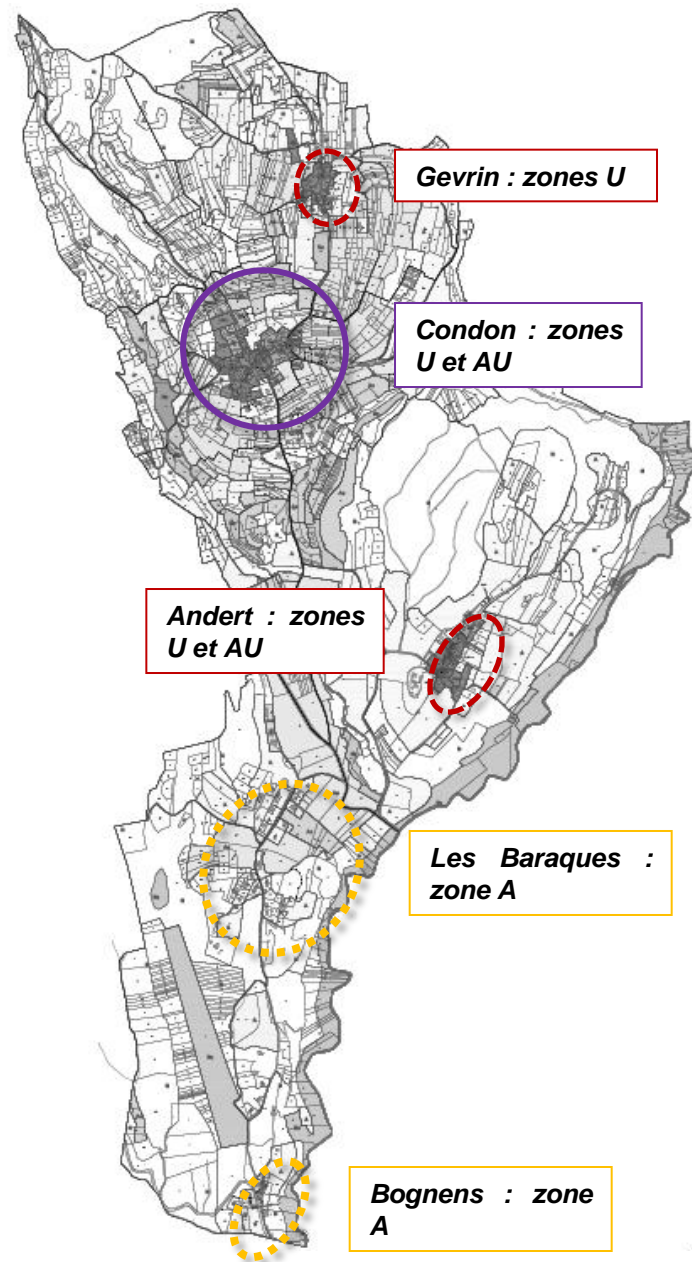 Gevrin : zones U
Condon : zones
U et AU
Andert : zones
U et AU
Les Baraques :
zone A
Bognens : zone
A